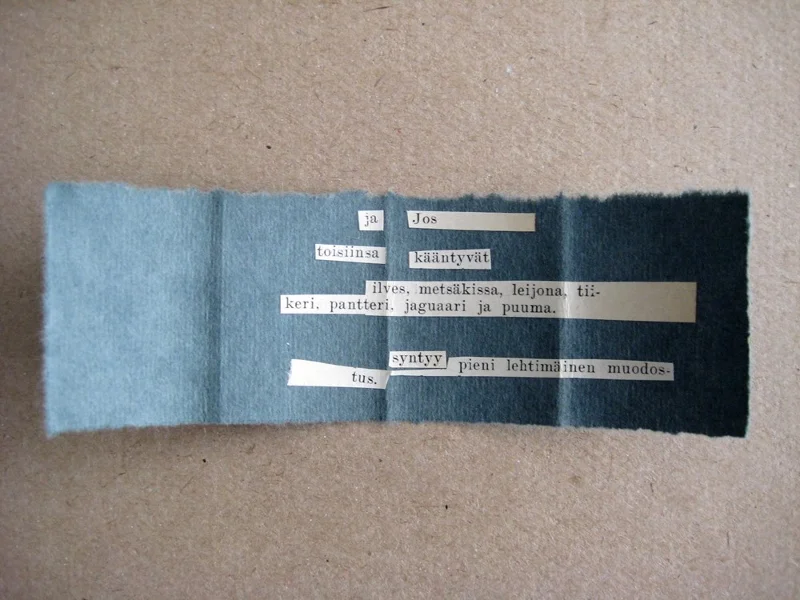 ja Jos
toisiinsa kääntyvät
ilves, metsäkissa, leijona, tii-
keri, pantteri, jaguaari ja puuma.
syntyy pieni lehtimäinen muodos-
tus.